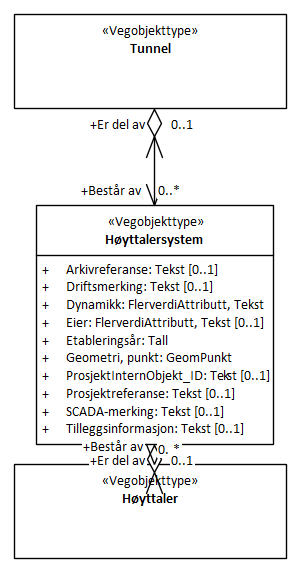 «Vegobjekttype»
Tunnel
+Er del av 0..1
+Består av 0..*
«Vegobjekttype»
Høyttalersystem
+ Arkivreferanse: Tekst [0..1]
+ Driftsmerking: Tekst [0..1]
+ Dynamikk: FlerverdiAttributt, Tekst
+ Eier: FlerverdiAttributt, Tekst [0..1]
+ Etableringsår: Tall
+ Geometri, punkt: GeomPunkt
+ ProsjektInternObjekt_ID: Tekst [0..1]
+ Prosjektreferanse: Tekst [0..1]
+ SCADA-merking: Tekst [0..1]
+ Tilleggsinformasjon: Tekst [0..1]
+Består av 0..*
+Er del av 0..1
«Vegobjekttype»
Høyttaler